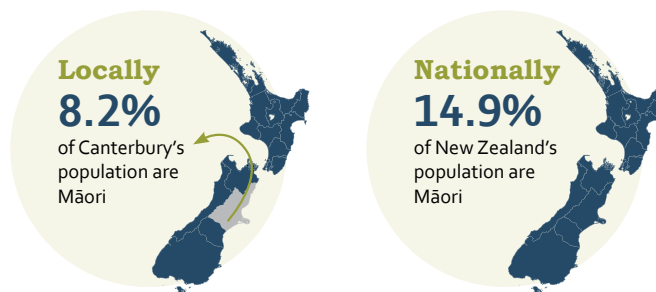 Locally
8.2%
of Canterbury's
population are
Māori
Nationally
14.9%
of New Zealand's
population are
Māori